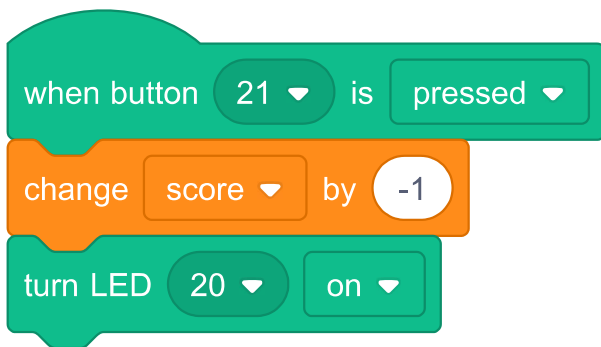 when button 21 is pressed
change score by -1
turn LED 20 on